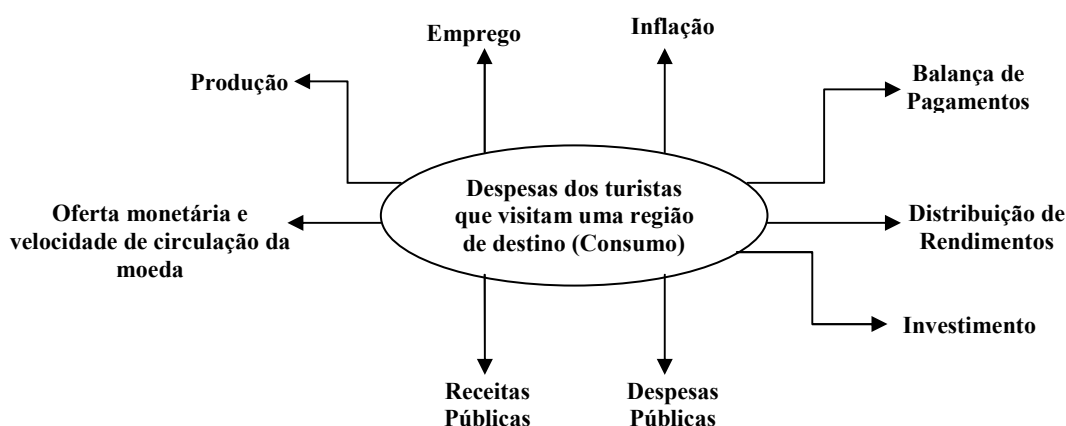 Emprego
Inflação
Produção
Balança de
Pagamentos
Despesas dos turistas
que visitam uma região
de destino (Consumo)
Oferta monetária e
velocidade de circulação da
moeda
Distribuição de
Rendimentos
Investimento
Receitas
Públicas
Despesas
Públicas